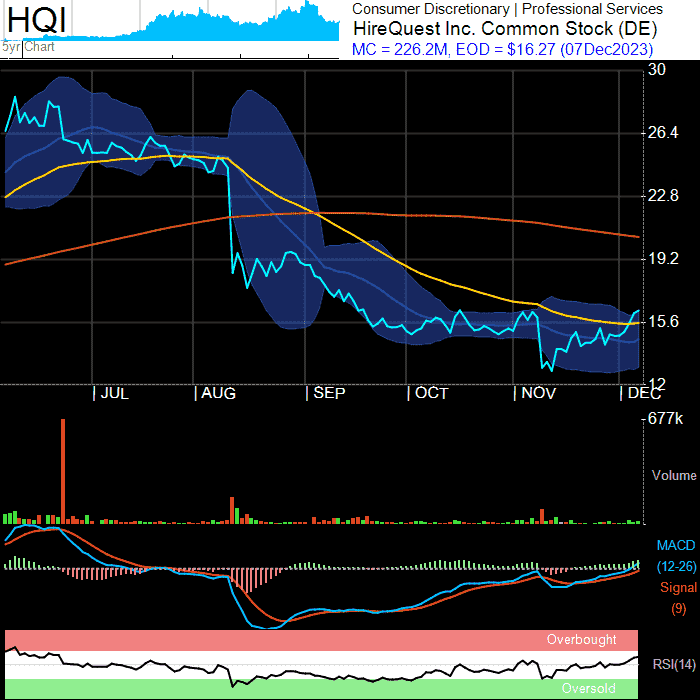 HQI
5yr Chart
Consumer Discretionary | Professional Services
HireQuest Inc. Common Stock (DE)
MC = 226.2M, EOD = $16.27 (07Dec2023)
30
26.4
22.8
19.2
15.6
12
| JUL | AUG | SEP | OCT | NOV | DEC
677k
Volume
MACD
(12-26)
Signal
(9)
Overbought
RSI(14)
Oversold